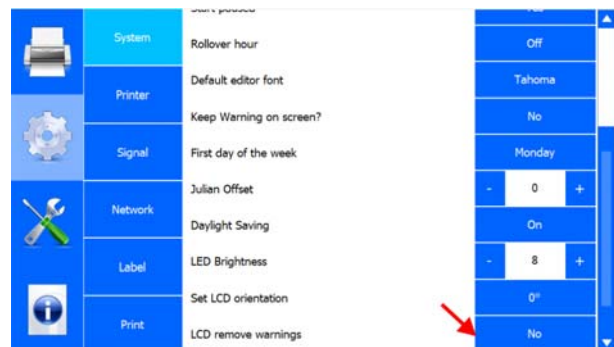 System
Printer
Signal
Network
Label
Print
Rollover hour Off
Default editor font Tahoma
Keep Warning on screen? No
First day of the week Monday
Julian Offset - 0 +
Daylight Saving On
LED Brightness - 8 +
Set LCD orientation 0°
LCD remove warnings No